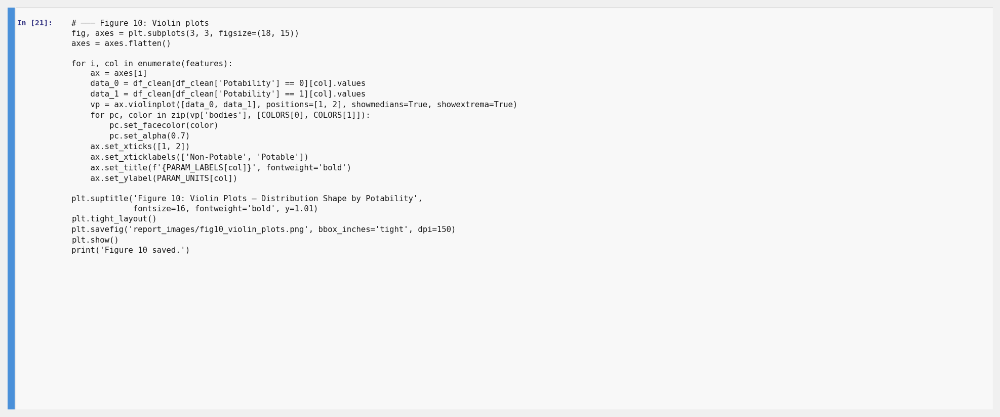 In [21]: # ─── Figure 10: Violin plots
fig, axes = plt.subplots(3, 3, figsize=(18, 15))
axes = axes.flatten()

for i, col in enumerate(features):
    ax = axes[i]
    data_0 = df_clean[df_clean['Potability'] == 0][col].values
    data_1 = df_clean[df_clean['Potability'] == 1][col].values
    vp = ax.violinplot([data_0, data_1], positions=[1, 2], showmedians=True, showextrema=True)
    for pc, color in zip(vp['bodies'], [COLORS[0], COLORS[1]]):
        pc.set_facecolor(color)
        pc.set_alpha(0.7)
    ax.set_xticks([1, 2])
    ax.set_xticklabels(['Non-Potable', 'Potable'])
    ax.set_title(f'{PARAM_LABELS[col]}', fontweight='bold')
    ax.set_ylabel(PARAM_UNITS[col])

plt.suptitle('Figure 10: Violin Plots — Distribution Shape by Potability',
             fontsize=16, fontweight='bold', y=1.01)
plt.tight_layout()
plt.savefig('report_images/fig10_violin_plots.png', bbox_inches='tight', dpi=150)
plt.show()
print('Figure 10 saved.')